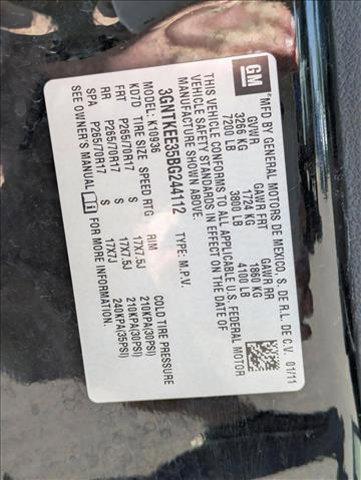 GM
MFD BY GENERAL MOTORS DE MEXICO, S. DE R.L. DE C.V. 01/11
GVWR GAWR FRT GAWR RR
3266 KG 1724 KG 1860 KG
7200 LB 3800 LB 4100 LB
THIS VEHICLE CONFORMS TO ALL APPLICABLE U.S. FEDERAL MOTOR
VEHICLE SAFETY STANDARDS IN EFFECT ON THE DATE OF
MANUFACTURE SHOWN ABOVE.
3GNTKEE35BG244112 TYPE: M.P.V.
MODEL: K10936
K07D TIRE SIZE SPEED RTG RIM COLD TIRE PRESSURE
FRT P265/70R17 S 17X7.5J 210KPA(30PSI)
RR P265/70R17 S 17X7.5J 210KPA(30PSI)
SPA P265/70R17 S 17X7J 240KPA(35PSI)
SEE OWNER'S MANUAL i FOR MORE INFORMATION.